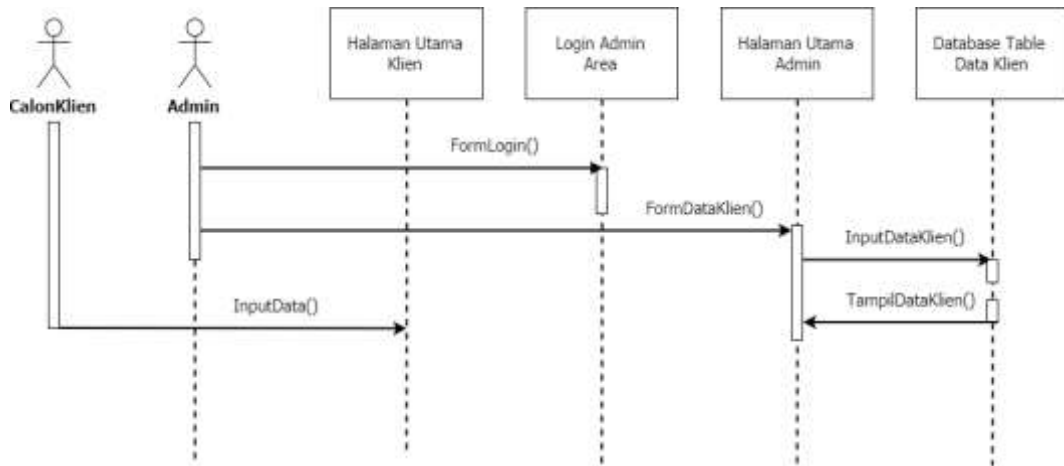 Halaman Utama
Klien
Login Admin
Area
Halaman Utama
Admin
Database Table
Data Klien
CalonKlien
Admin
FormLogin()
FormDataKlien()
InputDataKlien()
TampilDataKlien()
InputData()